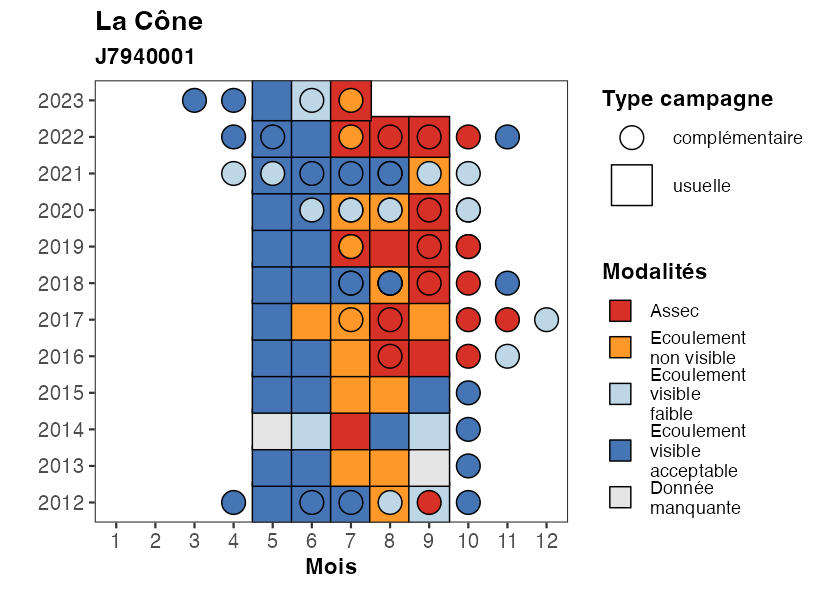 La Cône
J7940001
2023
2022
2021
2020
2019
2018
2017
2016
2015
2014
2013
2012
1 2 3 4 5 6 7 8 9 10 11 12
Mois
Type campagne
complémentaire
usuelle
Modalités
Assec
Ecoulement
non visible
Ecoulement
visible
faible
Ecoulement
visible
acceptable
Donnée
manquante